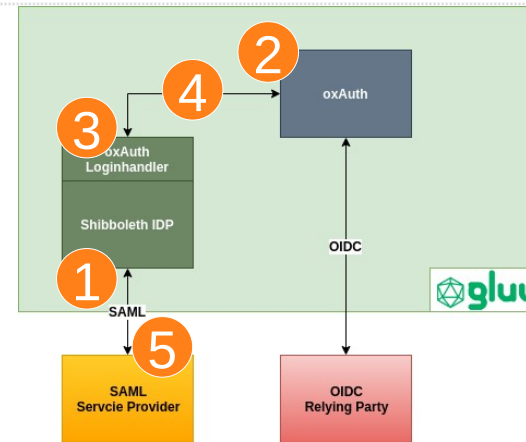 2
4
oxAuth
3
oxAuth
Loginhandler
Shibboleth IDP
OIDC
1
gluu
SAML
5
SAML
Servcie Provider
OIDC
Relying Party